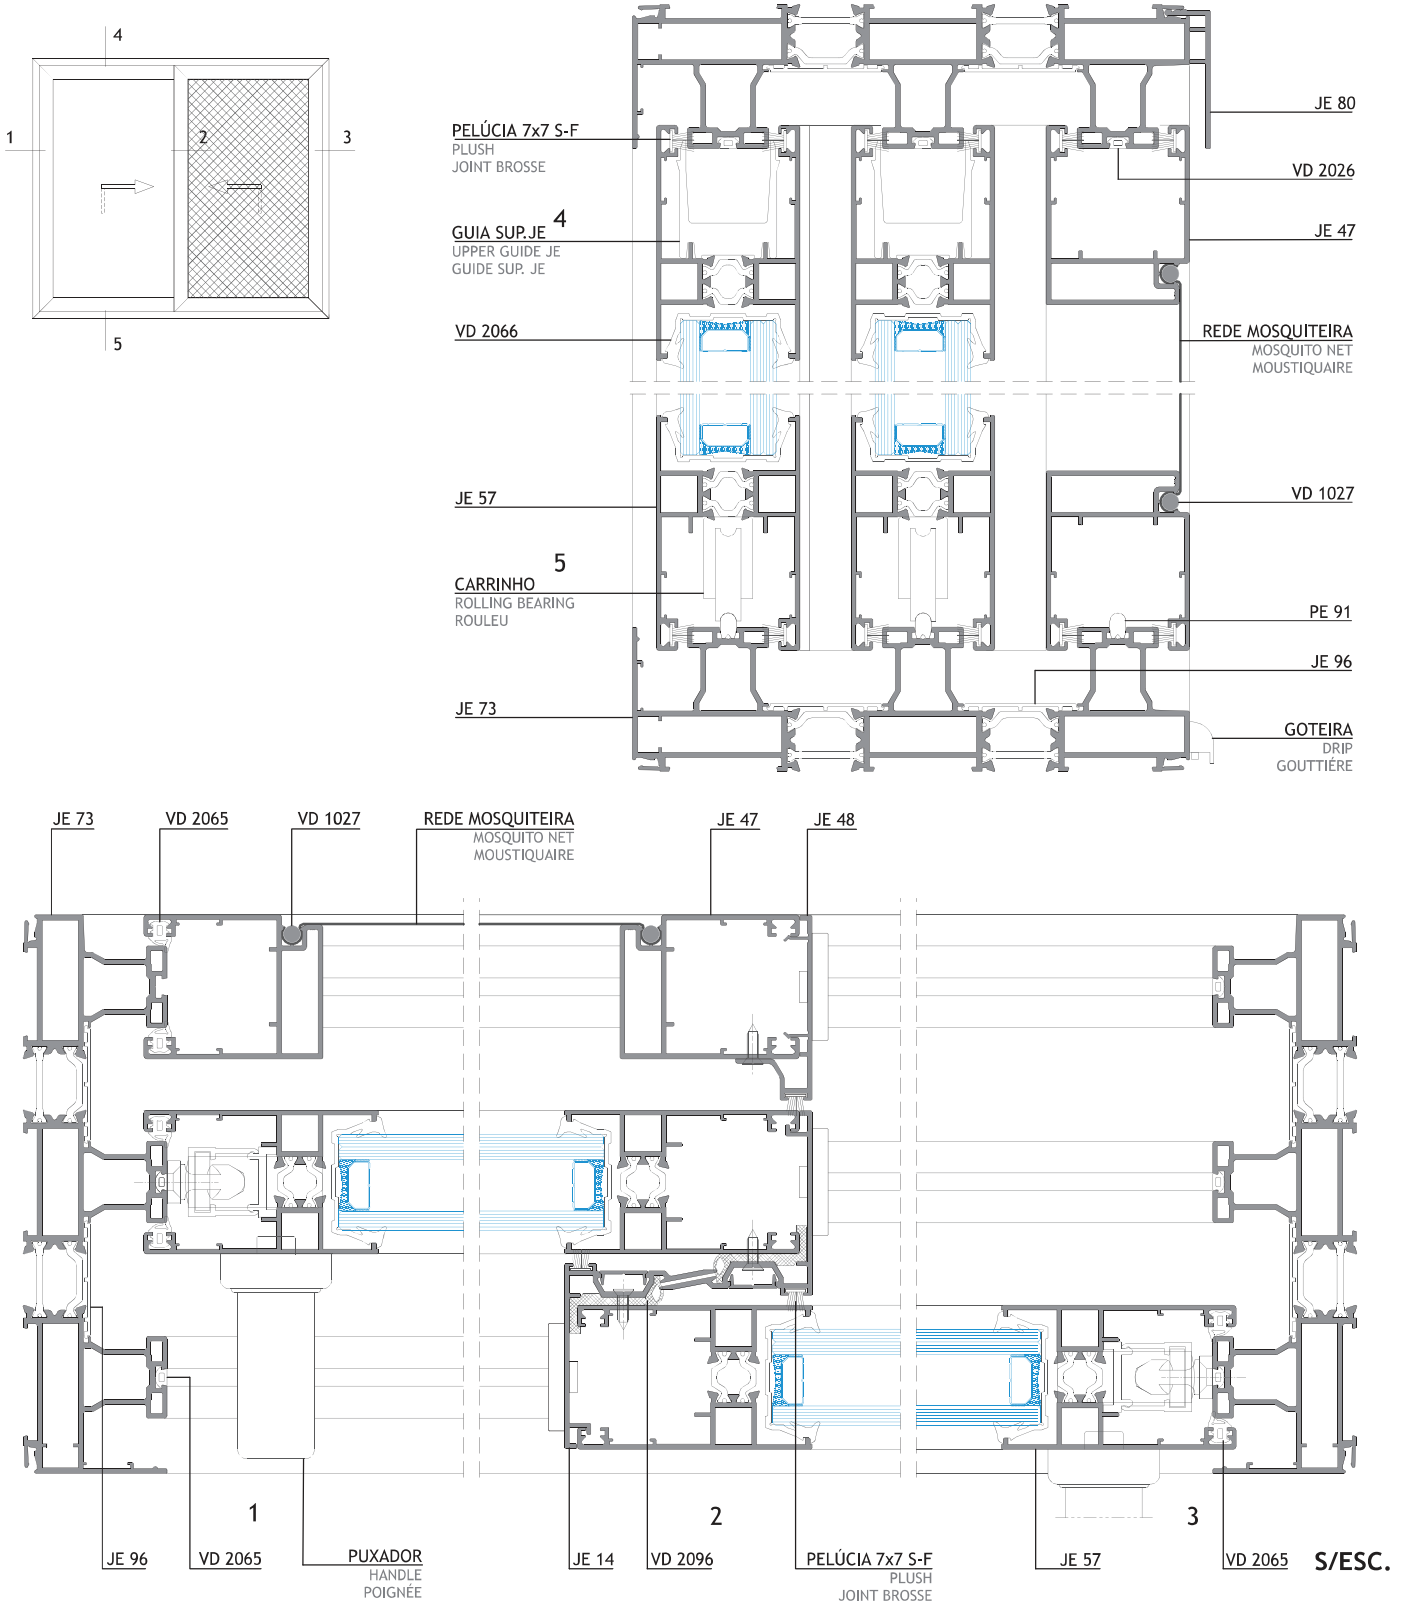 4
1
2
3
5
PELÚCIA 7x7 S-F
PLUSH
JOINT BROSSE
4
GUIA SUP.JE
UPPER GUIDE JE
GUIDE SUP. JE
VD 2066
JE 57
5
CARRINHO
ROLLING BEARING
ROULEU
JE 73
JE 80
VD 2026
JE 47
REDE MOSQUITEIRA
MOSQUITO NET
MOUSTIQUAIRE
VD 1027
PE 91
JE 96
GOTEIRA
DRIP
GOUTTIÉRE
JE 73
VD 2065
VD 1027
REDE MOSQUITEIRA
MOSQUITO NET
MOUSTIQUAIRE
JE 47
JE 48
1
2
3
JE 96
VD 2065
PUXADOR
HANDLE
POIGNÉE
JE 14
VD 2096
PELÚCIA 7x7 S-F
PLUSH
JOINT BROSSE
JE 57
VD 2065
S/ESC.